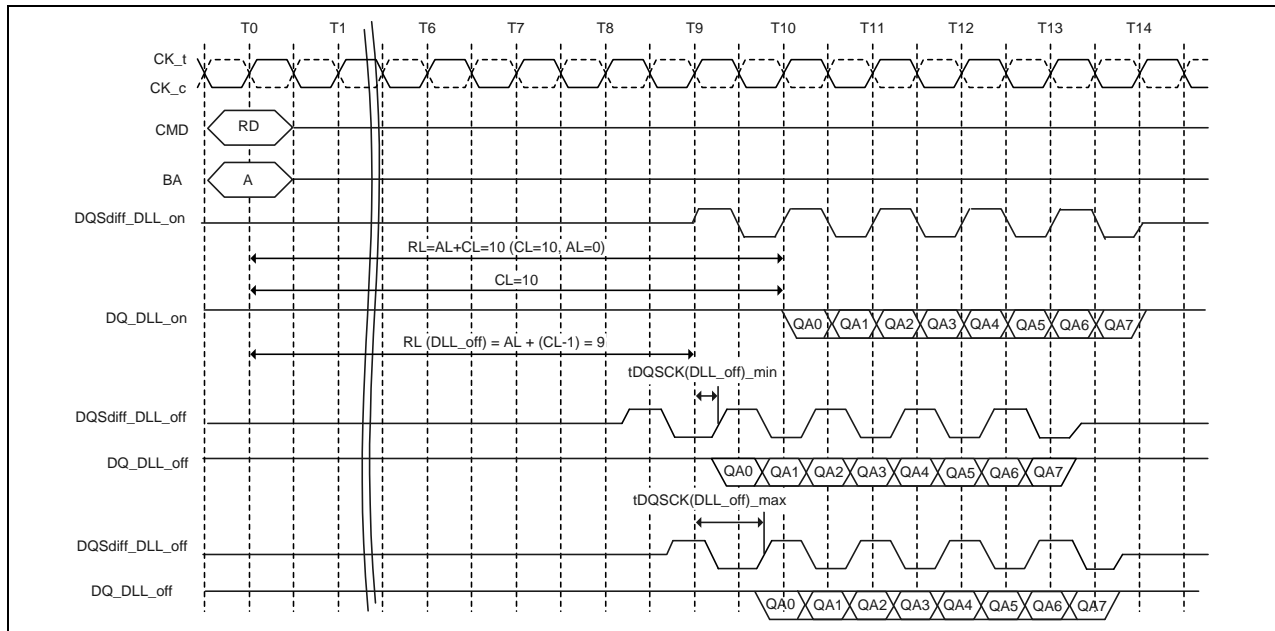 T0 T1 T6 T7 T8 T9 T10 T11 T12 T13 T14
CK_t
CK_c
CMD RD
BA A
DQSdiff_DLL_on
RL=AL+CL=10 (CL=10, AL=0)
CL=10
DQ_DLL_on QA0 QA1 QA2 QA3 QA4 QA5 QA6 QA7
RL (DLL_off) = AL + (CL-1) = 9
tDQSCK(DLL_off)_min
DQSdiff_DLL_off
DQ_DLL_off QA0 QA1 QA2 QA3 QA4 QA5 QA6 QA7
tDQSCK(DLL_off)_max
DQSdiff_DLL_off
DQ_DLL_off QA0 QA1 QA2 QA3 QA4 QA5 QA6 QA7